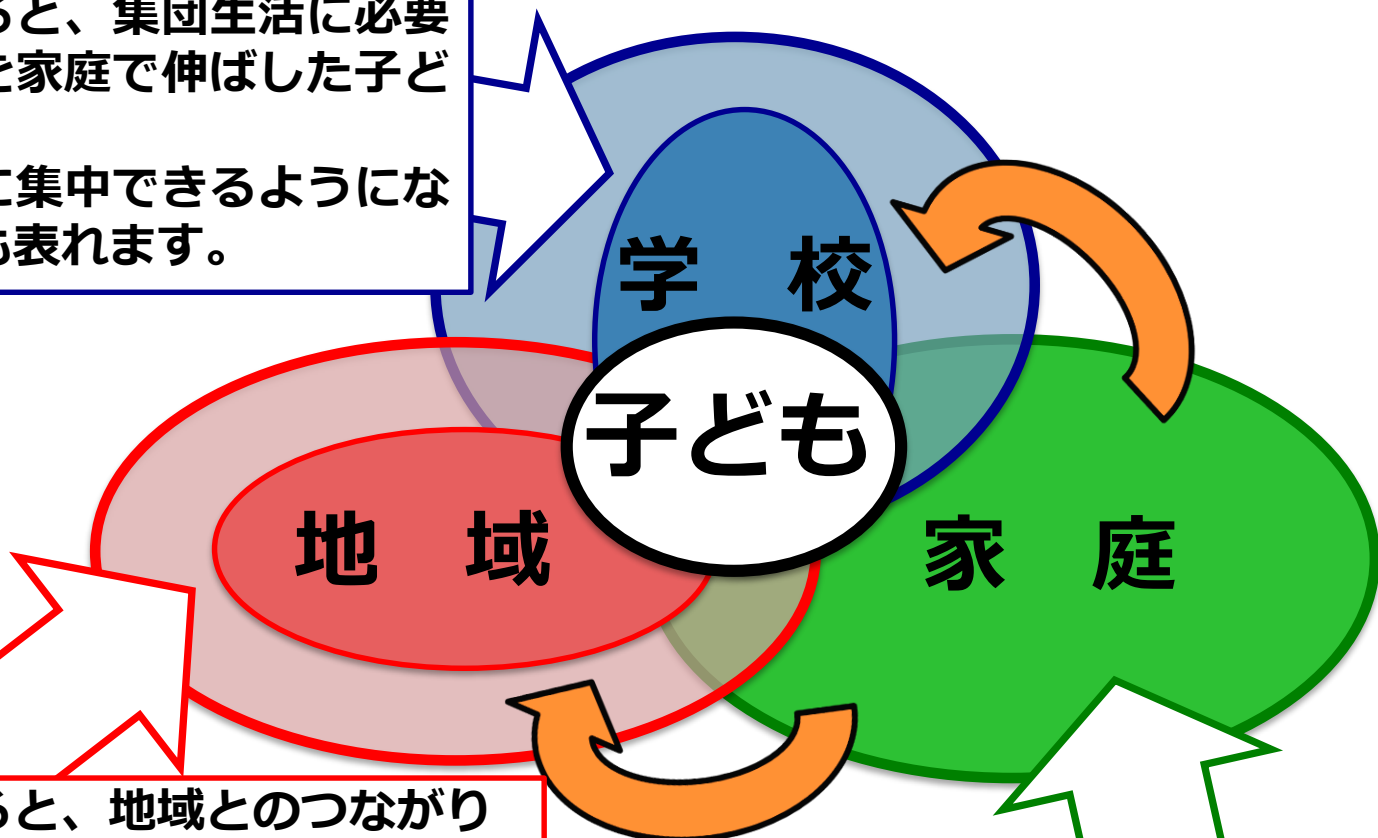 ると、集団生活に必要
を家庭で伸ばした子ど
に集中できるようにな
も表れます。
学　校
子ども
地　域
家　庭
ると、地域とのつながり